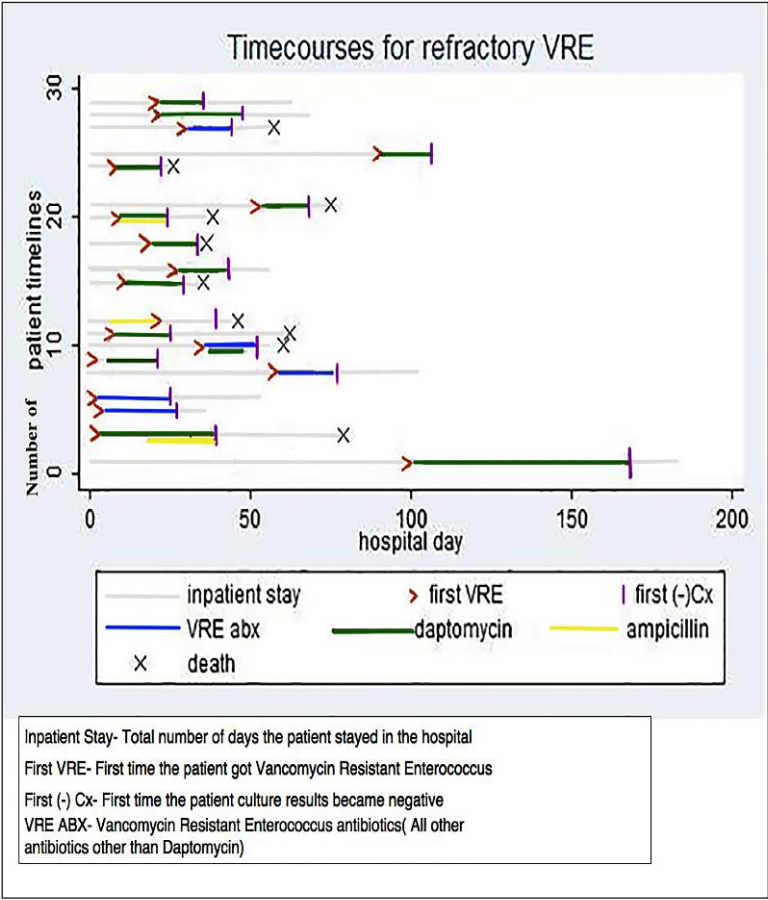 Timecourses for refractory VRE
30
20
10
0
Number of patient timelines
0 50 100 150 200
hospital day
inpatient stay first VRE first (-)Cx
VRE abx daptomycin ampicillin
death
Inpatient Stay- Total number of days the patient stayed in the hospital
First VRE- First time the patient got Vancomycin Resistant Enterococcus
First (-) Cx- First time the patient culture results became negative
VRE ABX- Vancomycin Resistant Enterococcus antibiotics( All other
antibiotics other than Daptomycin)